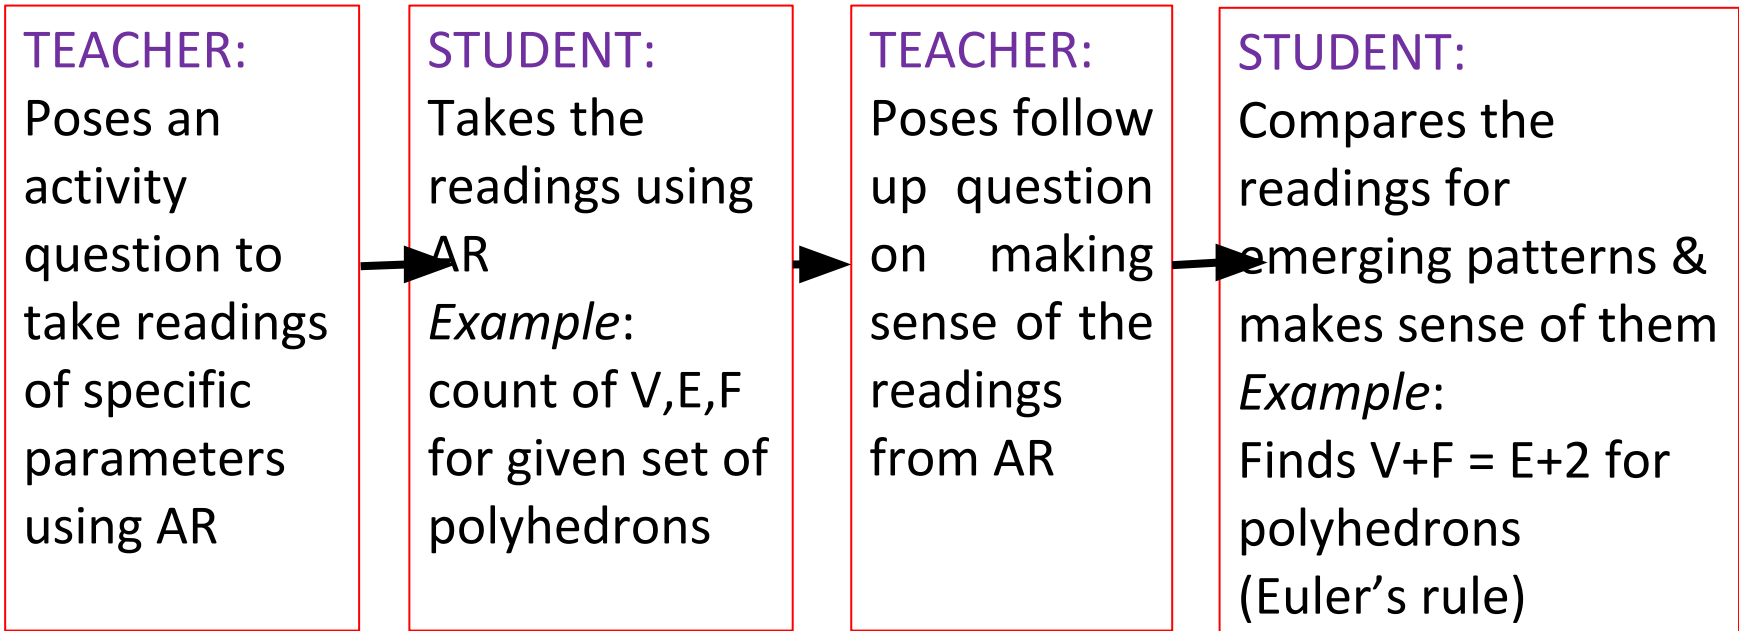 TEACHER:
Poses an
activity
question to
take readings
of specific
parameters
using AR
STUDENT:
Takes the
readings using
AR
Example:
count of V,E,F
for given set of
polyhedrons
TEACHER:
Poses follow
up question
on making
sense of the
readings
from AR
STUDENT:
Compares the
readings for
emerging patterns &
makes sense of them
Example:
Finds V+F = E+2 for
polyhedrons
(Euler’s rule)